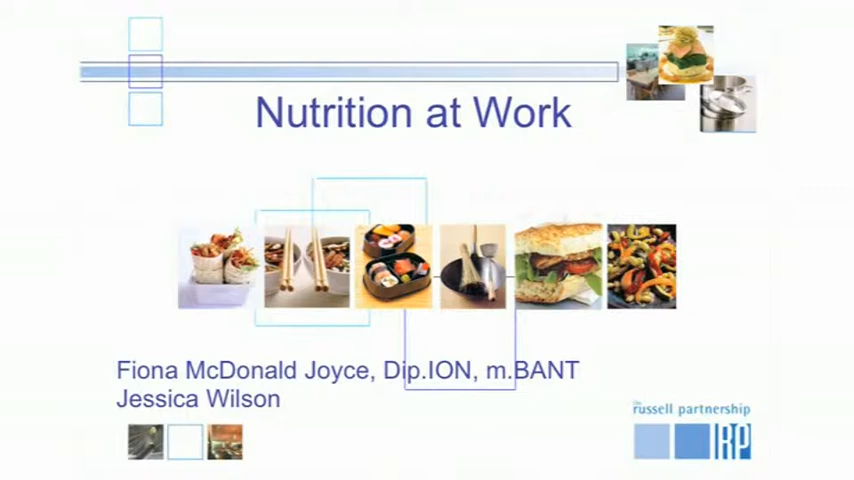 Nutrition at Work
Fiona McDonald Joyce, Dip.ION, m.BANT
Jessica Wilson
the
russell partnership
RP